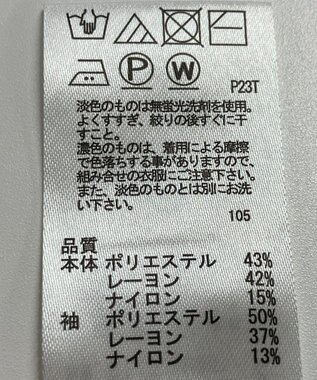 P
W
P23T
淡色のものは無蛍光洗剤を使用。
よくすすぎ、絞りの後すぐに干
すこと。
濃色のものは、着用による摩擦
で色落ちする事がありますので、
組み合せの衣服にご注意下さい。
また、淡色のものとは別にお洗
い下さい。
105
品質
本体 ポリエステル 43%
レーヨン 42%
ナイロン 15%
袖 ポリエステル 50%
レーヨン 37%
ナイロン 13%